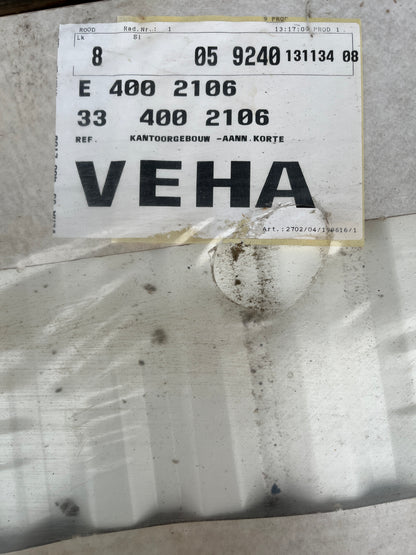 9 PROD
ROOD Rad.Nr.: 1 13:17:09 PROD 1.
Lk
8 05 9240 131134 08
E 400 2106
33 400 2106
REF. KANTOORGEBOUW -AANN.KORTE
VEHA
Art.:2702/04/190616/1